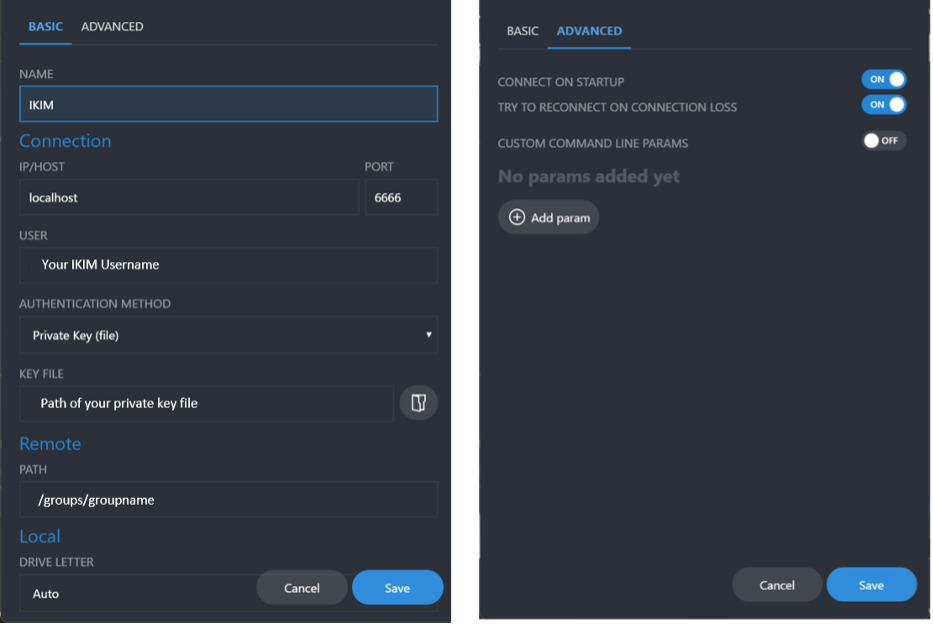 BASIC ADVANCED
NAME
IKIM
Connection
IP/HOST PORT
localhost 6666
USER
Your IKIM Username
AUTHENTICATION METHOD
Private Key (file)
KEY FILE
Path of your private key file
Remote
PATH
/groups/groupname
Local
DRIVE LETTER
Auto
Cancel Save
BASIC ADVANCED
CONNECT ON STARTUP ON
TRY TO RECONNECT ON CONNECTION LOSS ON
CUSTOM COMMAND LINE PARAMS OFF
No params added yet
Add param
Cancel Save